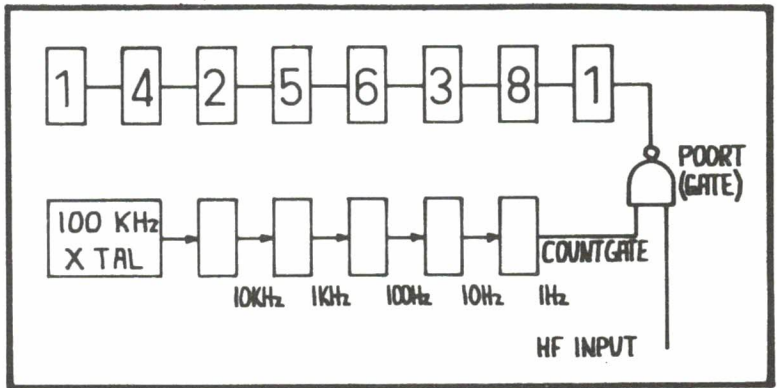 1 4 2 5 6 3 8 1
POORT
(GATE)
100 KHz
X TAL
COUNTGATE
10KHz 1KHz 100Hz 10Hz 1Hz
HF INPUT